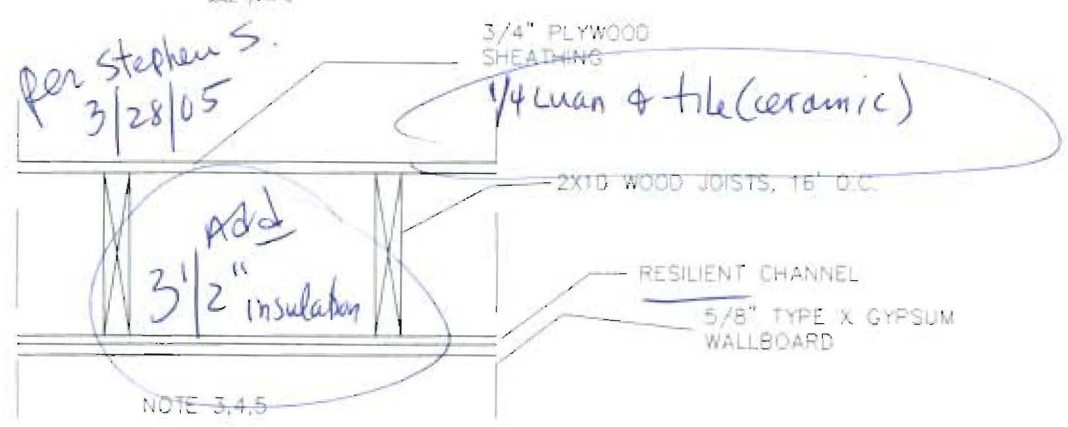 per Stephen S.
3/28/05
3/4" PLYWOOD
SHEATHING
1/4 Luan & tile (ceramic)
2X10 WOOD JOISTS, 16' O.C.
Add
3 1/2"
insulation
RESILIENT CHANNEL
5/8" TYPE X GYPSUM
WALLBOARD
NOTE 3,4,5